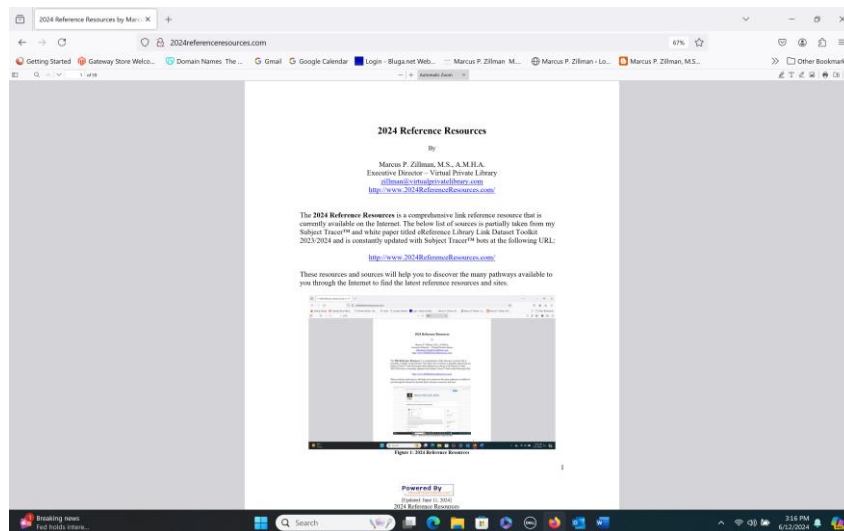 2024 Reference Resources by Marc
2024referenceresources.com
67%
Getting Started
Gateway Store Welco...
Domain Names The ...
Gmail
Google Calendar
Login - Bluga.net Web...
Marcus P. Zillman M...
Marcus P. Zillman › Lo...
Marcus P. Zillman, M.S...
Other Bookmark
Automatic Zoom
2024 Reference Resources
By
Marcus P. Zillman, M.S., A.M.H.A.
Executive Director – Virtual Private Library
zillman@virtualprivatelibrary.com
http://www.2024ReferenceResources.com/
The 2024 Reference Resources is a comprehensive link reference resource that is
currently available on the Internet. The below list of sources is partially taken from my
Subject Tracer™ and white paper titled eReference Library Link Dataset Toolkit
2023/2024 and is constantly updated with Subject Tracer™ bots at the following URL:
http://www.2024ReferenceResources.com/
These resources and sources will help you to discover the many pathways available to
you through the Internet to find the latest reference resources and sites.
2024 Reference Resources
Figure 1: 2024 Reference Resources
1
Powered By
[Updated: June 11, 2024]
2024 Reference Resources
Breaking news
Fed holds intere...
Search
3:16 PM
6/12/2024